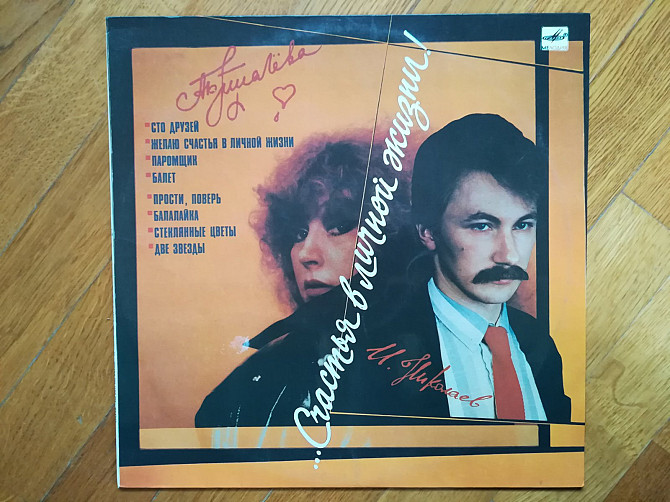 А Пугачёва
СТО ДРУЗЕЙ
ЖЕЛАЮ СЧАСТЬЯ В ЛИЧНОЙ ЖИЗНИ
ПАРОМЩИК
БАЛЕТ
ПРОСТИ, ПОВЕРЬ
БАЛАЛАЙКА
СТЕКЛЯННЫЕ ЦВЕТЫ
ДВЕ ЗВЕЗДЫ
...Счастья в личной жизни!
И. Николаев